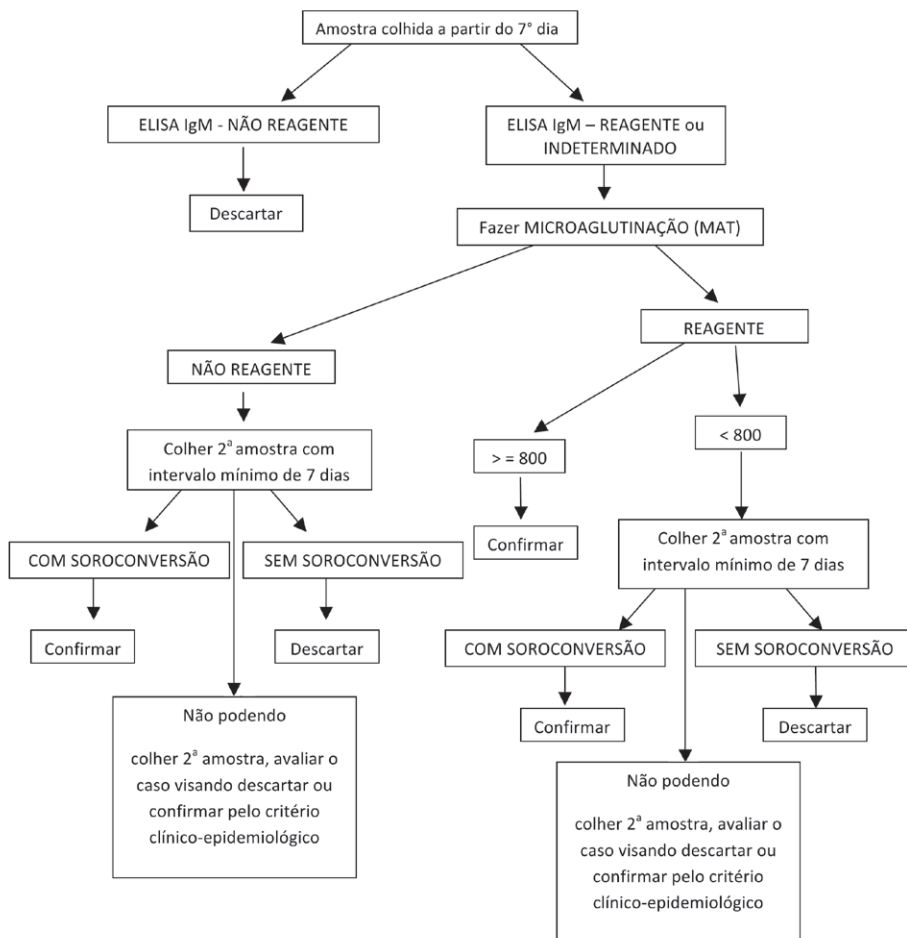 Amostra colhida a partir do 7° dia
ELISA IgM - NÃO REAGENTE
ELISA IgM – REAGENTE ou
INDETERMINADO
Descartar
Fazer MICROAGLUTINAÇÃO (MAT)
REAGENTE
NÃO REAGENTE
< 800
> = 800
Colher 2ª amostra com
intervalo mínimo de 7 dias
Confirmar
Colher 2ª amostra com
intervalo mínimo de 7 dias
COM SOROCONVERSÃO
SEM SOROCONVERSÃO
Confirmar
Descartar
COM SOROCONVERSÃO
SEM SOROCONVERSÃO
Confirmar
Descartar
Não podendo
colher 2ª amostra, avaliar o
caso visando descartar ou
confirmar pelo critério
clínico-epidemiológico
Não podendo
colher 2ª amostra, avaliar o
caso visando descartar ou
confirmar pelo critério
clínico-epidemiológico